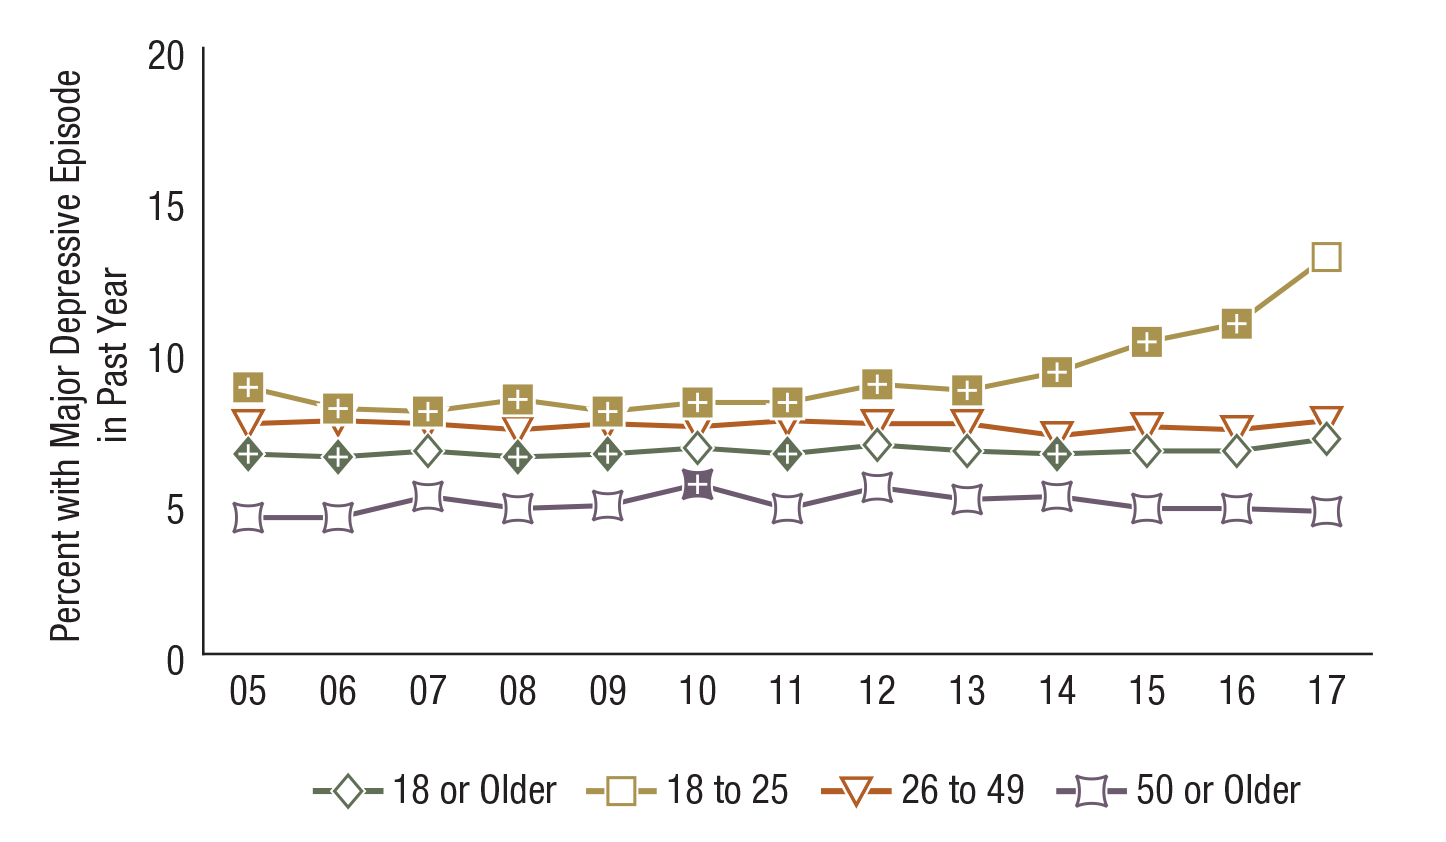 Percent with Major Depressive Episode
in Past Year
20
15
10
5
0
05 06 07 08 09 10 11 12 13 14 15 16 17
18 or Older 18 to 25 26 to 49 50 or Older